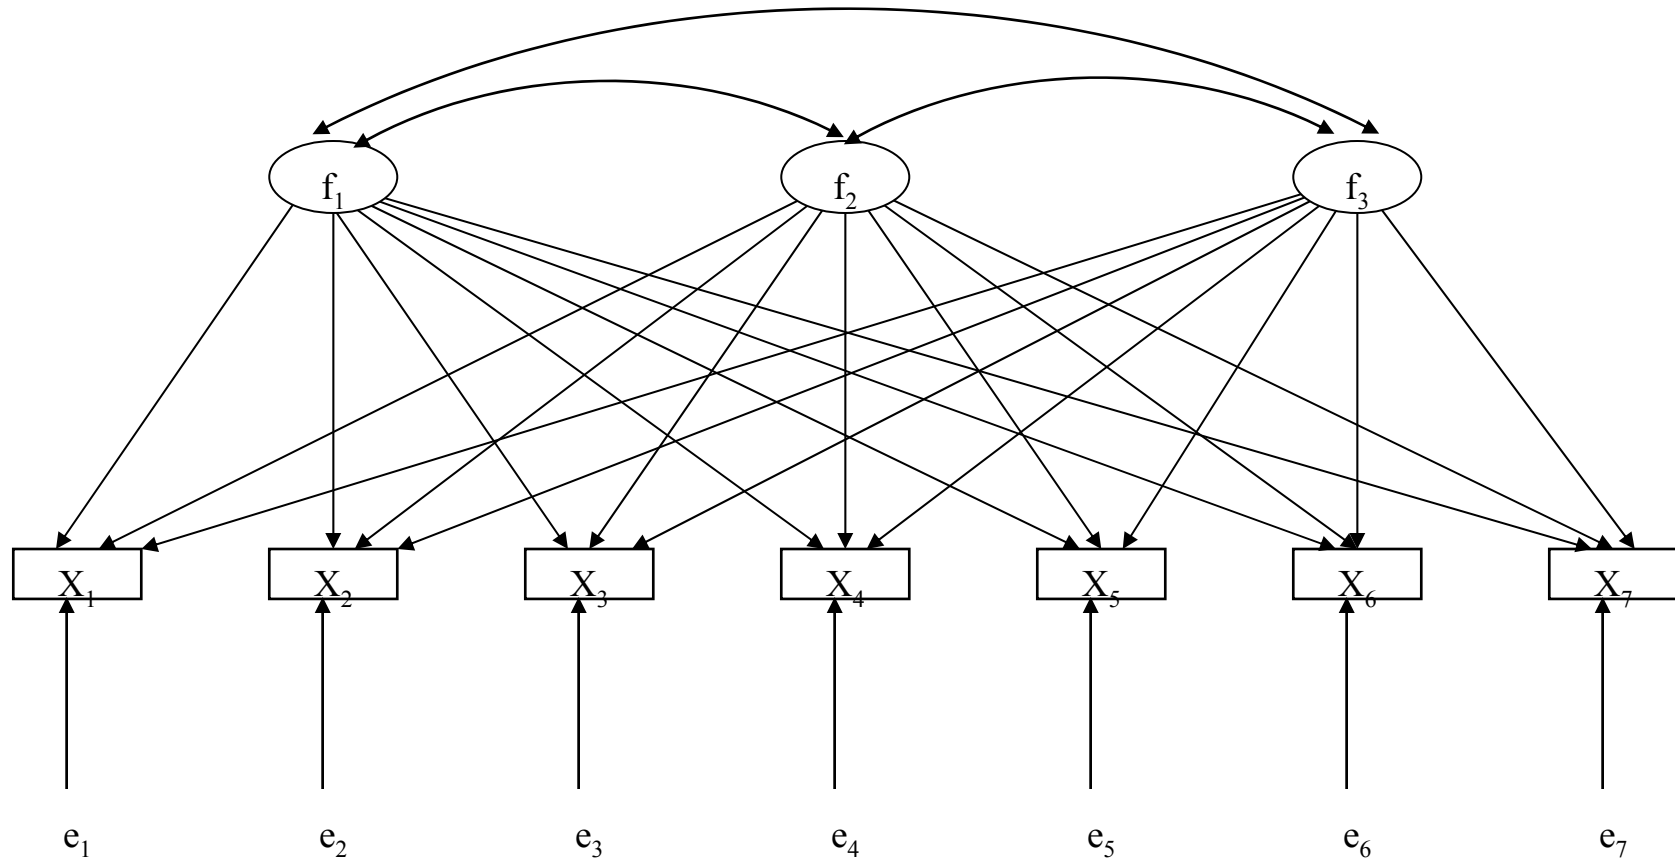 f₁ f₂ f₃
X₁ X₂ X₃ X₄ X₅ X₆ X₇
e₁ e₂ e₃ e₄ e₅ e₆ e₇